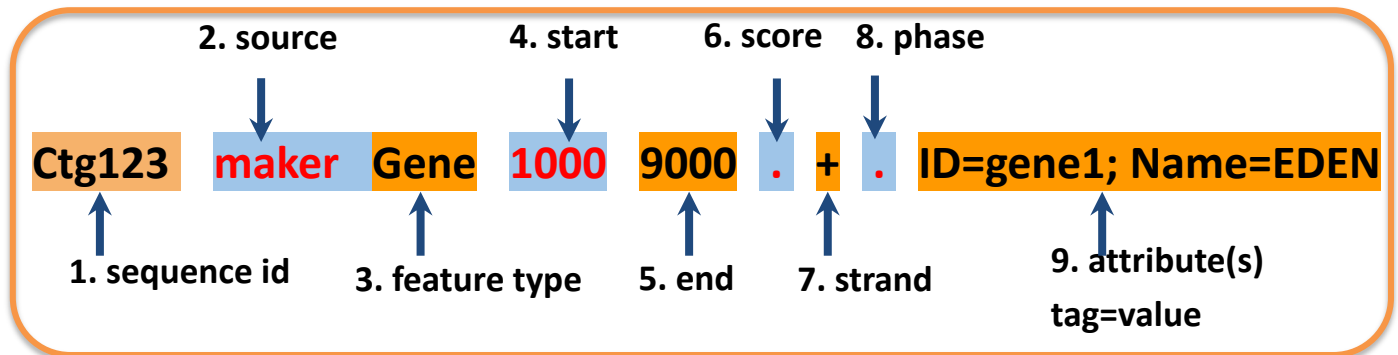 2. source 4. start 6. score 8. phase
Ctg123 maker Gene 1000 9000 . + . ID=gene1; Name=EDEN
1. sequence id 3. feature type 5. end 7. strand 9. attribute(s)
tag=value